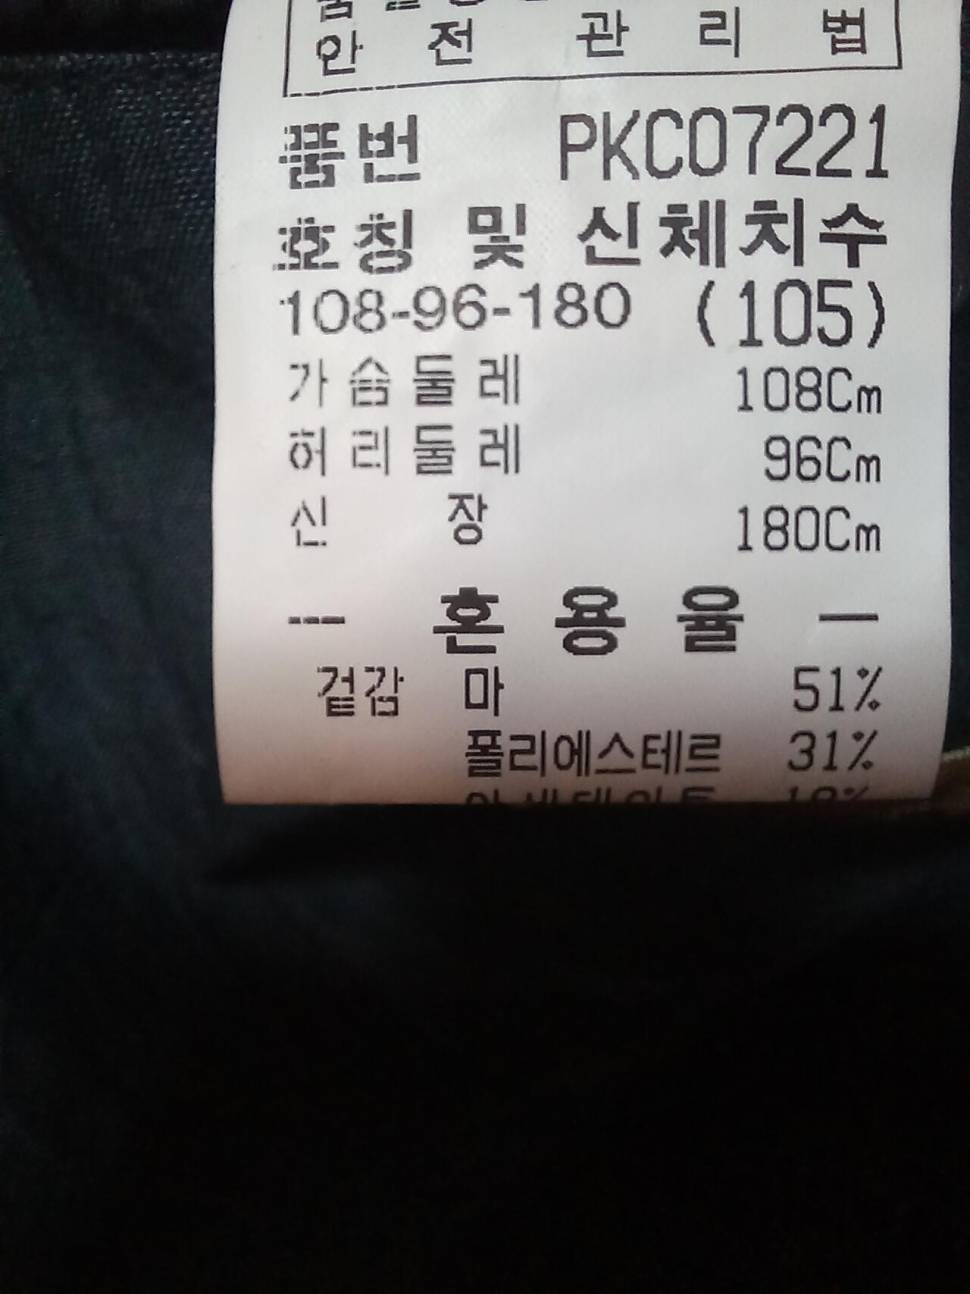 안 전 관 리 법
품번 PKC07221
호칭 및 신체치수
108-96-180 (105)
가슴둘레 108Cm
허리둘레 96Cm
신 장 180Cm
- 혼용율 -
겉감 마 51%
폴리에스테르 31%